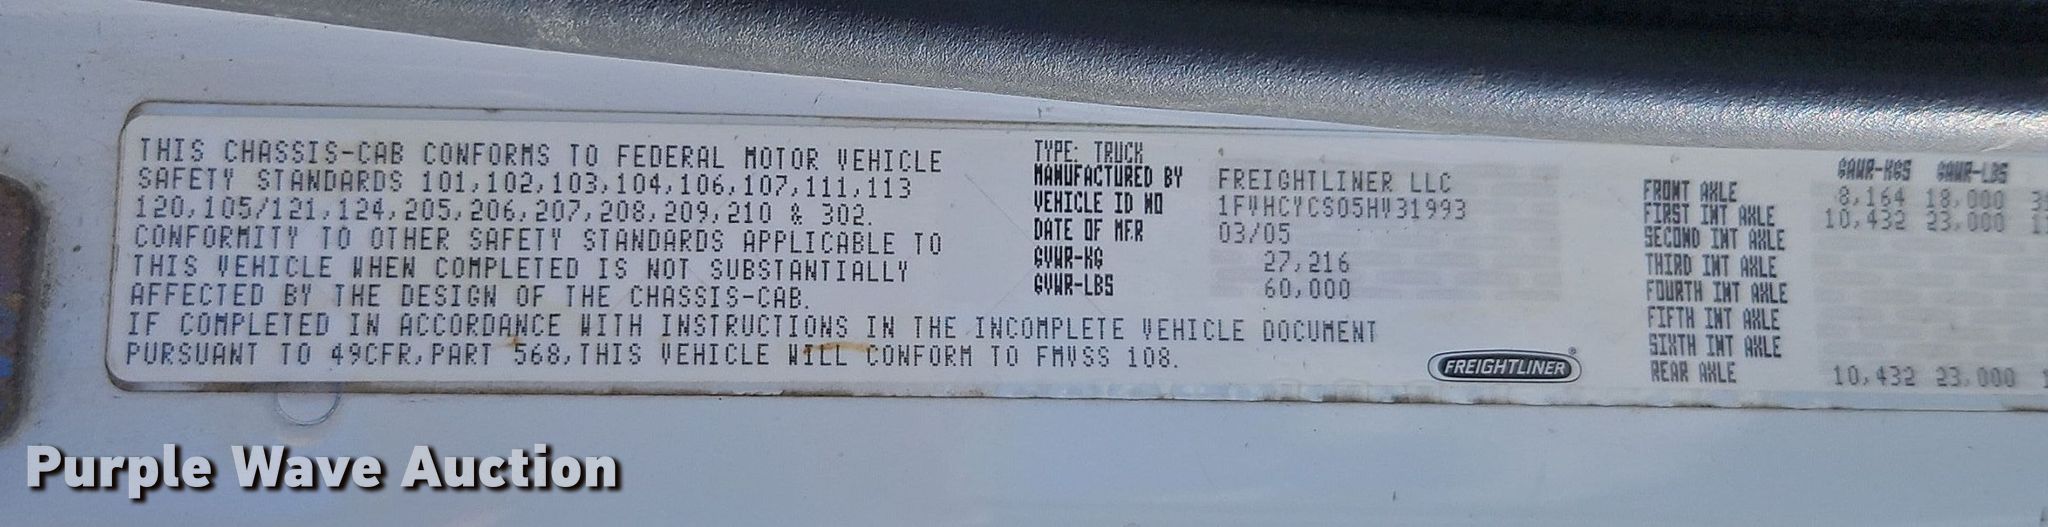 THIS CHASSIS-CAB CONFORMS TO FEDERAL MOTOR VEHICLE
SAFETY STANDARDS 101,102,103,104,106,107,111,113
120,105/121,124,205,206,207,208,209,210 & 302.
CONFORMITY TO OTHER SAFETY STANDARDS APPLICABLE TO
THIS VEHICLE WHEN COMPLETED IS NOT SUBSTANTIALLY
AFFECTED BY THE DESIGN OF THE CHASSIS-CAB.
IF COMPLETED IN ACCORDANCE WITH INSTRUCTIONS IN THE INCOMPLETE VEHICLE DOCUMENT
PURSUANT TO 49CFR,PART 568,THIS VEHICLE WILL CONFORM TO FMVSS 108.
TYPE: TRUCK
MANUFACTURED BY FREIGHTLINER LLC
VEHICLE ID NO 1FVHCYCS05HV31993
DATE OF MFR 03/05
GVWR-KG 27,216
GVWR-LBS 60,000
FREIGHTLINER®
GAWR-KGS GAWR-LBS
FRONT AXLE 8,164 18,000
FIRST INT AXLE 10,432 23,000
SECOND INT AXLE
THIRD INT AXLE
FOURTH INT AXLE
FIFTH INT AXLE
SIXTH INT AXLE
REAR AXLE 10,432 23,000
Purple Wave Auction